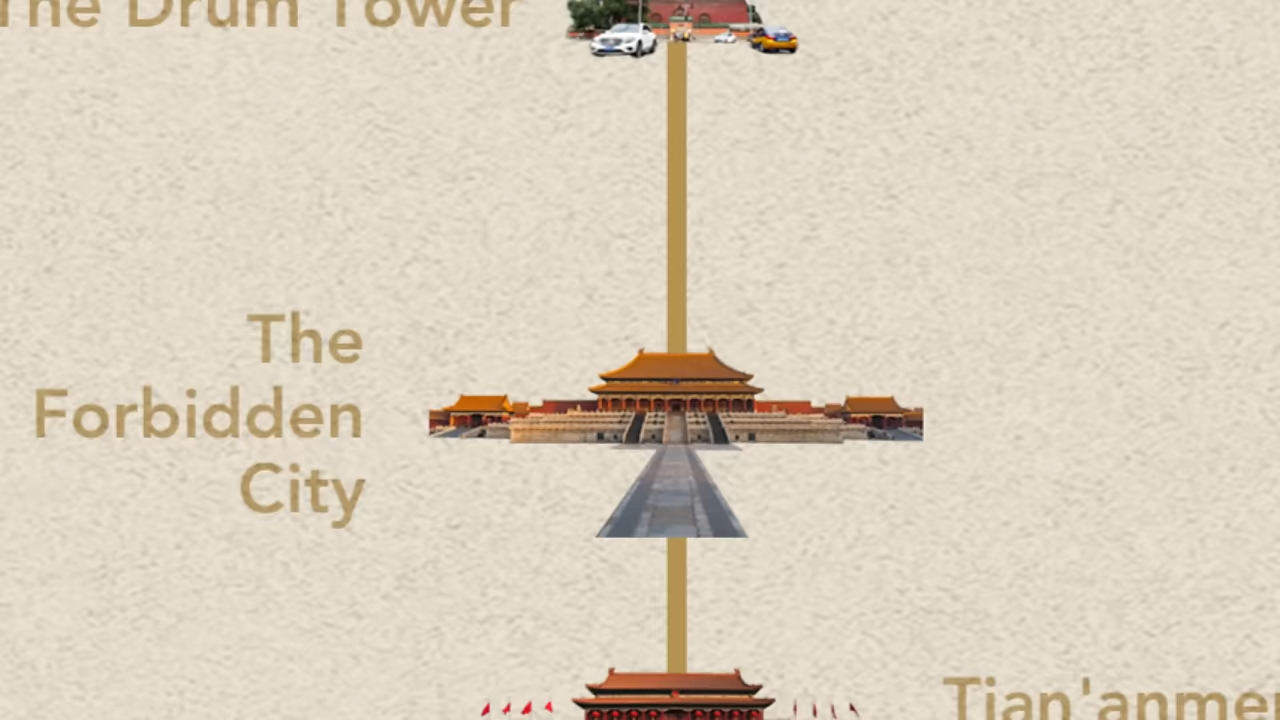 The Drum Tower
The
Forbidden
City
Tian'anmen